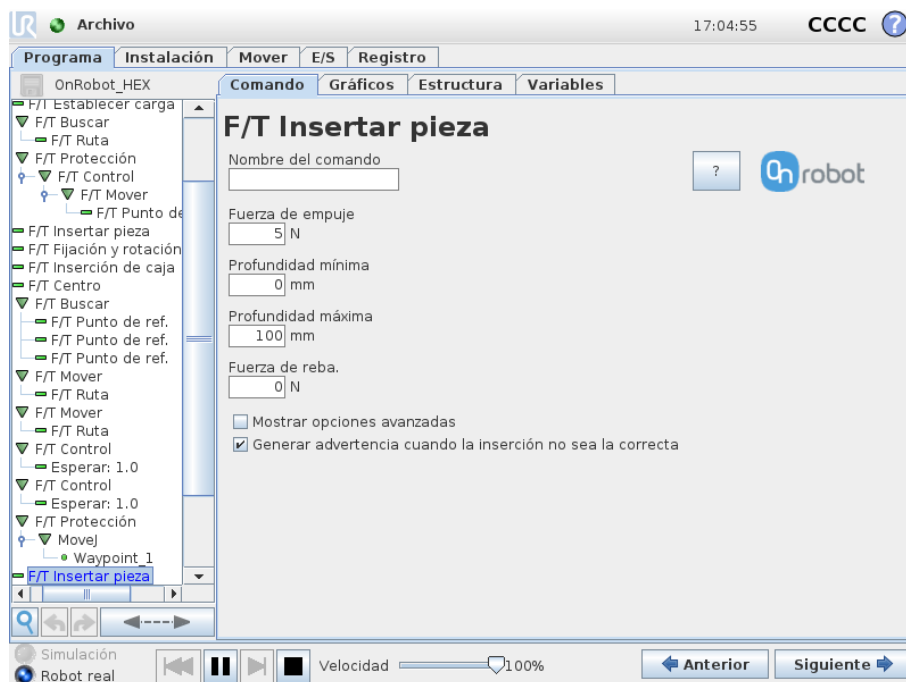 UR Archivo 17:04:55 CCCC ?
Programa Instalación Mover E/S Registro
OnRobot_HEX
F/T Establecer carga
F/T Buscar
F/T Ruta
F/T Protección
F/T Control
F/T Mover
F/T Punto de
F/T Insertar pieza
F/T Fijación y rotación
F/T Inserción de caja
F/T Centro
F/T Buscar
F/T Punto de ref.
F/T Punto de ref.
F/T Punto de ref.
F/T Mover
F/T Ruta
F/T Mover
F/T Ruta
F/T Control
Esperar: 1.0
F/T Control
Esperar: 1.0
F/T Protección
MoveJ
Waypoint_1
F/T Insertar pieza
Comando Gráficos Estructura Variables
F/T Insertar pieza
Nombre del comando
? On robot
Fuerza de empuje
5 N
Profundidad mínima
0 mm
Profundidad máxima
100 mm
Fuerza de reba.
0 N
Mostrar opciones avanzadas
Generar advertencia cuando la inserción no sea la correcta
Simulación
Robot real
Velocidad 100%
Anterior Siguiente